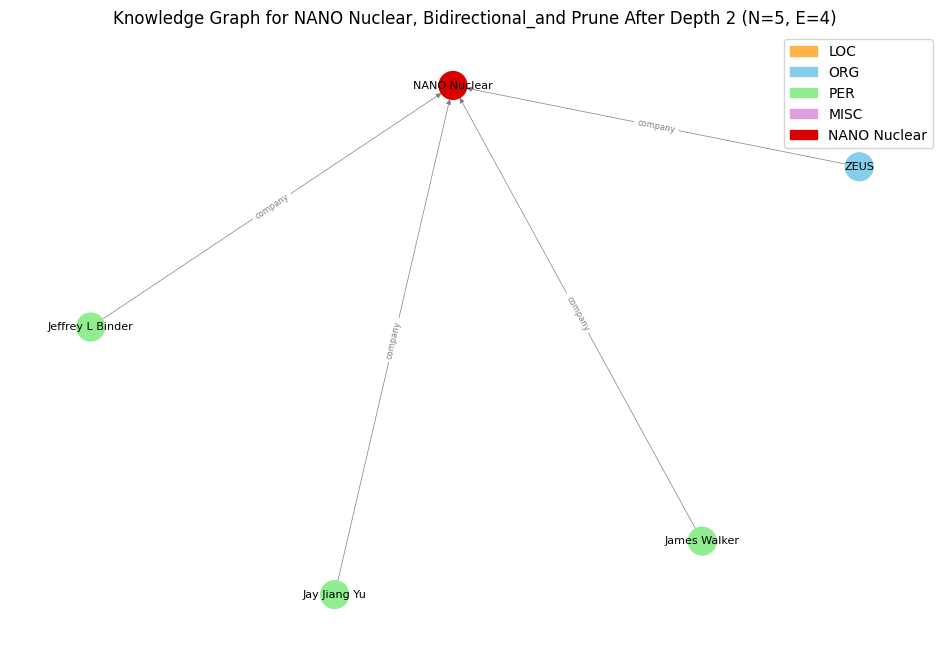 Knowledge Graph for NANO Nuclear, Bidirectional_and Prune After Depth 2 (N=5, E=4)
LOC
ORG
PER
MISC
NANO Nuclear
NANO Nuclear
company
ZEUS
company
company
company
Jeffrey L Binder
James Walker
Jay Jiang Yu